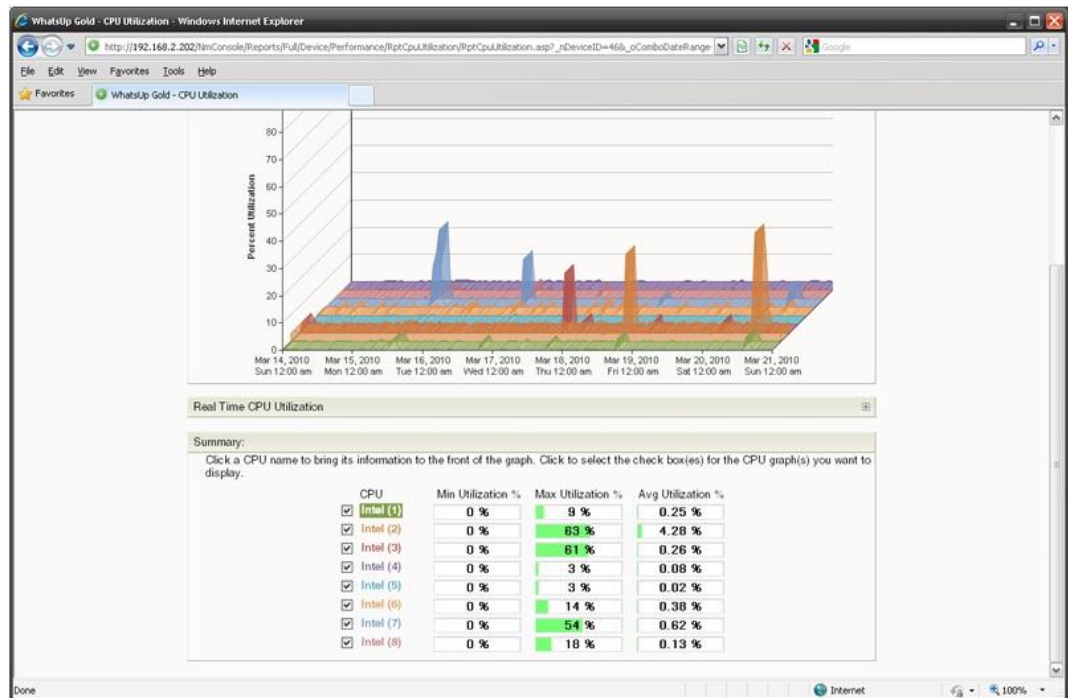 WhatsUp Gold - CPU Utilization - Windows Internet Explorer
http://192.168.2.202/NmConsole/Reports/Full/Device/Performance/RptCpuUtilization/RptCpuUtilization.asp?_nDeviceID=46&_oComboDateRange
Google
File Edit View Favorites Tools Help
Favorites WhatsUp Gold - CPU Utilization
Percent Utilization
80
70
60
50
40
30
20
10
0
Mar 14, 2010 Mar 15, 2010 Mar 16, 2010 Mar 17, 2010 Mar 18, 2010 Mar 19, 2010 Mar 20, 2010 Mar 21, 2010
Sun 12:00 am Mon 12:00 am Tue 12:00 am Wed 12:00 am Thu 12:00 am Fri 12:00 am Sat 12:00 am Sun 12:00 am
Real Time CPU Utilization
Summary:
Click a CPU name to bring its information to the front of the graph. Click to select the check box(es) for the CPU graph(s) you want to
display.
CPU Min Utilization % Max Utilization % Avg Utilization %
Intel (1) 0 % 9 % 0.25 %
Intel (2) 0 % 63 % 4.28 %
Intel (3) 0 % 61 % 0.26 %
Intel (4) 0 % 3 % 0.08 %
Intel (5) 0 % 3 % 0.02 %
Intel (6) 0 % 14 % 0.38 %
Intel (7) 0 % 54 % 0.62 %
Intel (8) 0 % 18 % 0.13 %
Done Internet 100%